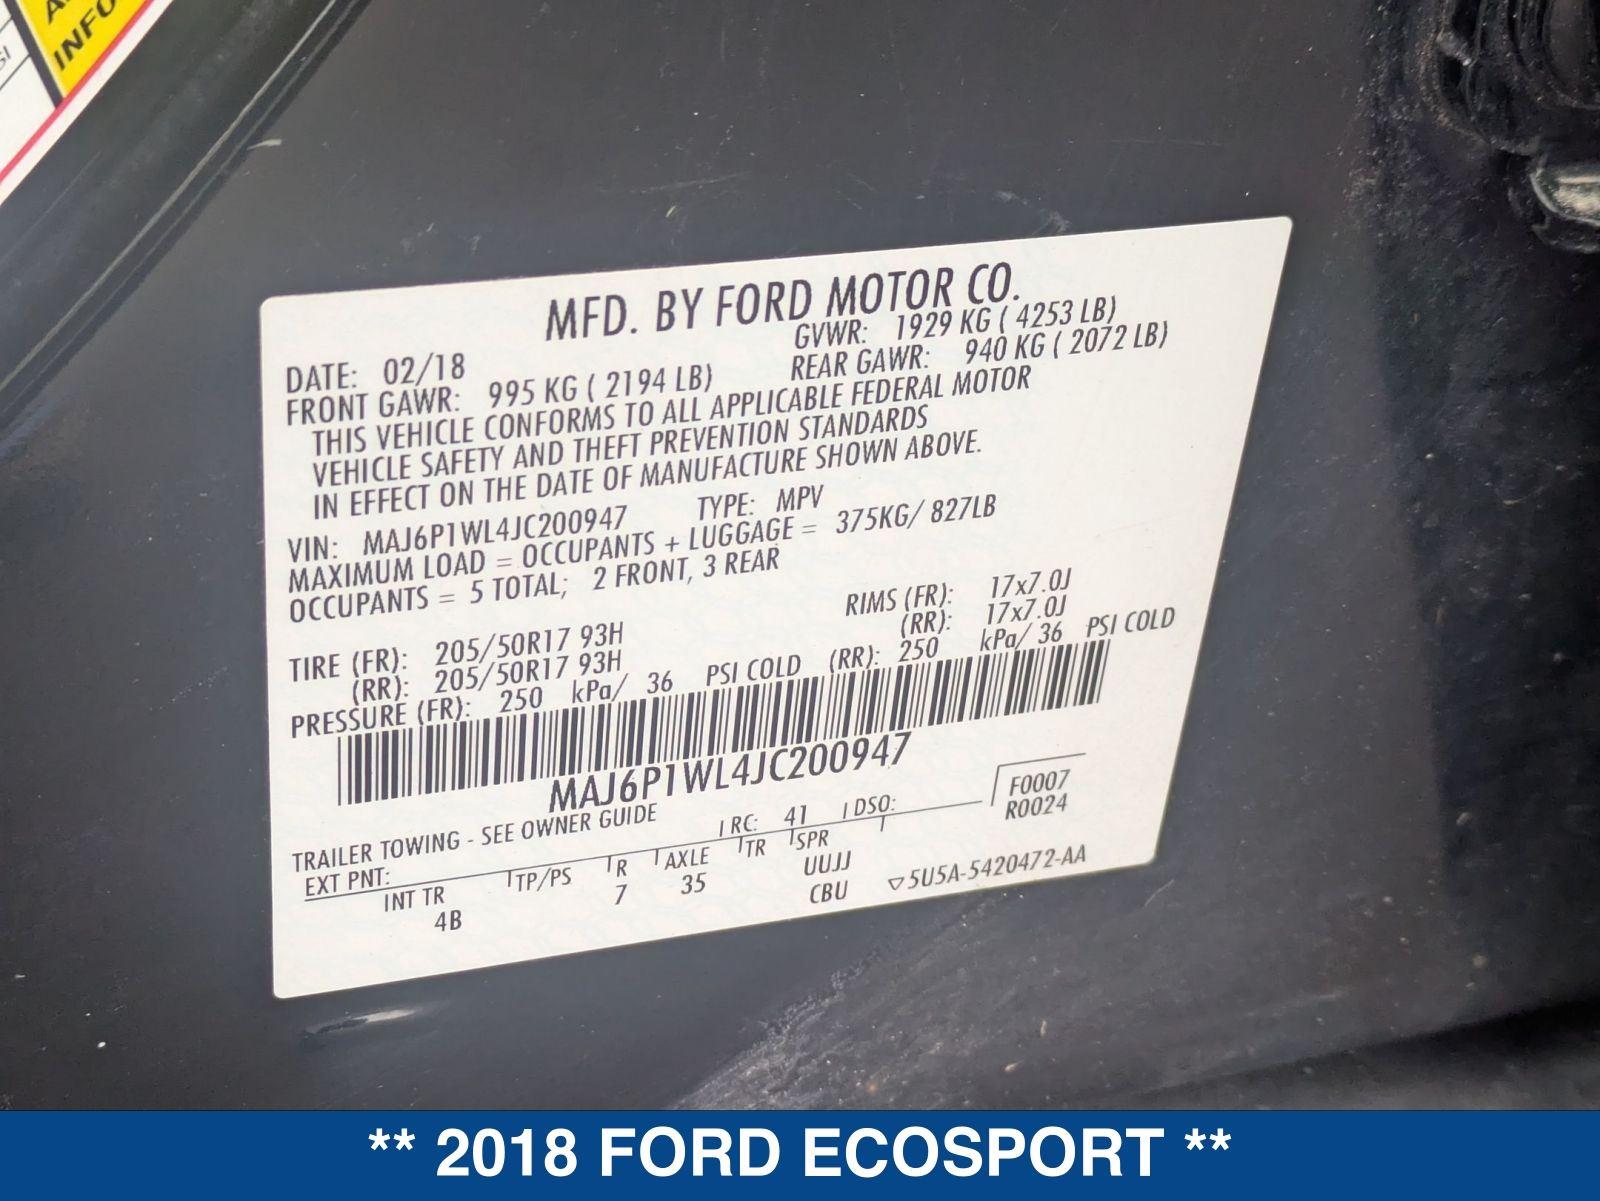 INFO
MFD. BY FORD MOTOR CO.
DATE: 02/18 GVWR: 1929 KG ( 4253 LB)
FRONT GAWR: 995 KG ( 2194 LB) REAR GAWR: 940 KG ( 2072 LB)
THIS VEHICLE CONFORMS TO ALL APPLICABLE FEDERAL MOTOR
VEHICLE SAFETY AND THEFT PREVENTION STANDARDS
IN EFFECT ON THE DATE OF MANUFACTURE SHOWN ABOVE.
VIN: MAJ6P1WL4JC200947 TYPE: MPV
MAXIMUM LOAD = OCCUPANTS + LUGGAGE = 375KG/ 827LB
OCCUPANTS = 5 TOTAL; 2 FRONT, 3 REAR
TIRE (FR): 205/50R17 93H RIMS (FR): 17x7.0J
(RR): 205/50R17 93H (RR): 17x7.0J
PRESSURE (FR): 250 kPa/ 36 PSI COLD (RR): 250 kPa/ 36 PSI COLD
MAJ6P1WL4JC200947
TRAILER TOWING - SEE OWNER GUIDE
EXT PNT: RC: 41 DSO: F0007
R0024
INT TR TP/PS R AXLE TR SPR
4B 7 35 UUJJ
CBU 5U5A-5420472-AA
** 2018 FORD ECOSPORT **